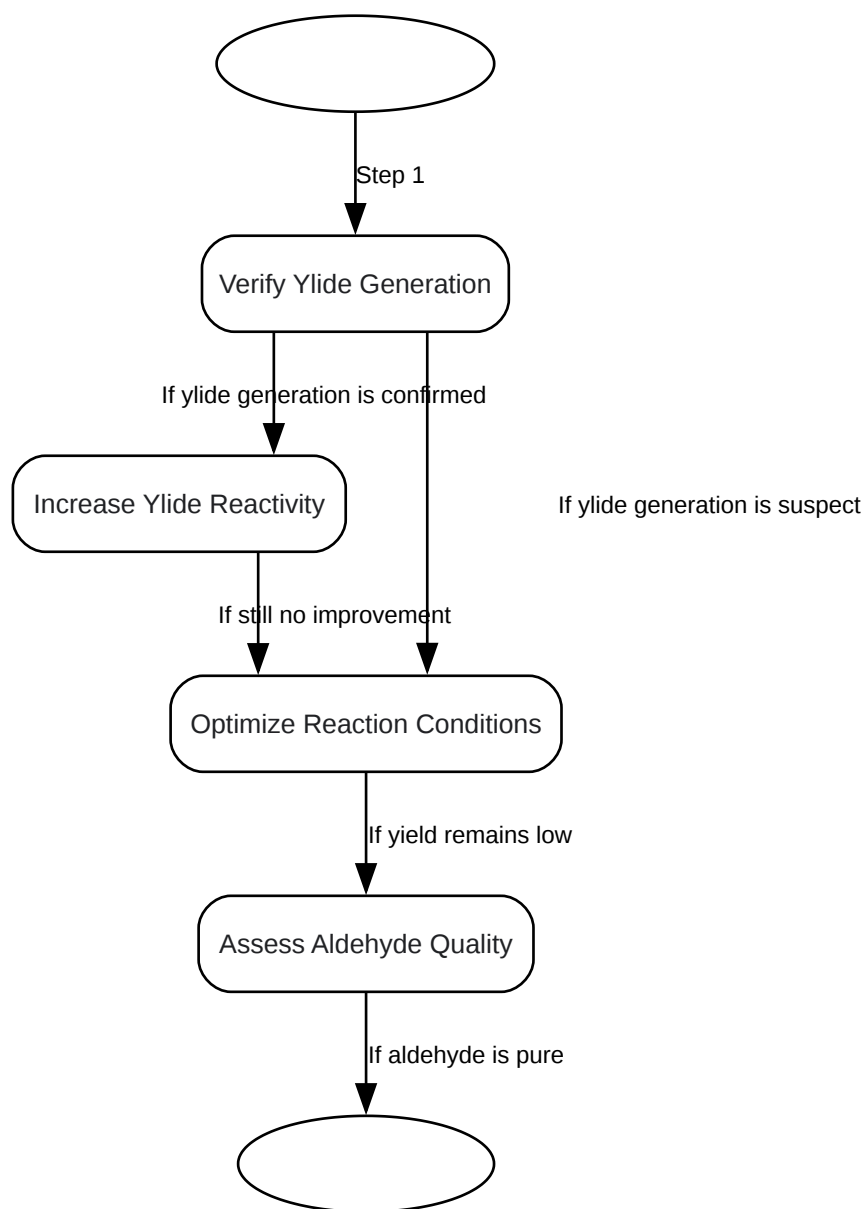 Step 1
Verify Ylide Generation
If ylide generation is confirmed
Increase Ylide Reactivity
If ylide generation is suspect
If still no improvement
Optimize Reaction Conditions
If yield remains low
Assess Aldehyde Quality
If aldehyde is pure